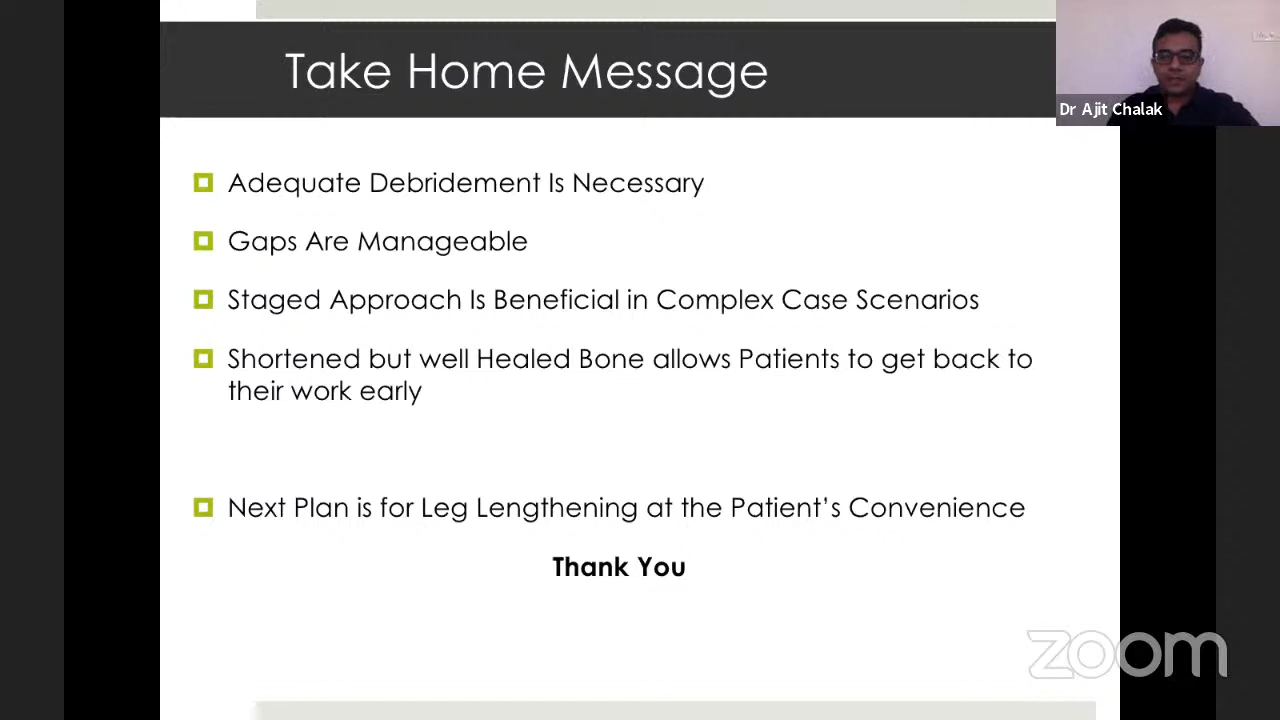 Take Home Message
Dr Ajit Chalak
Adequate Debridement Is Necessary
Gaps Are Manageable
Staged Approach Is Beneficial in Complex Case Scenarios
Shortened but well Healed Bone allows Patients to get back to
their work early
Next Plan is for Leg Lengthening at the Patient’s Convenience
Thank You
zoom